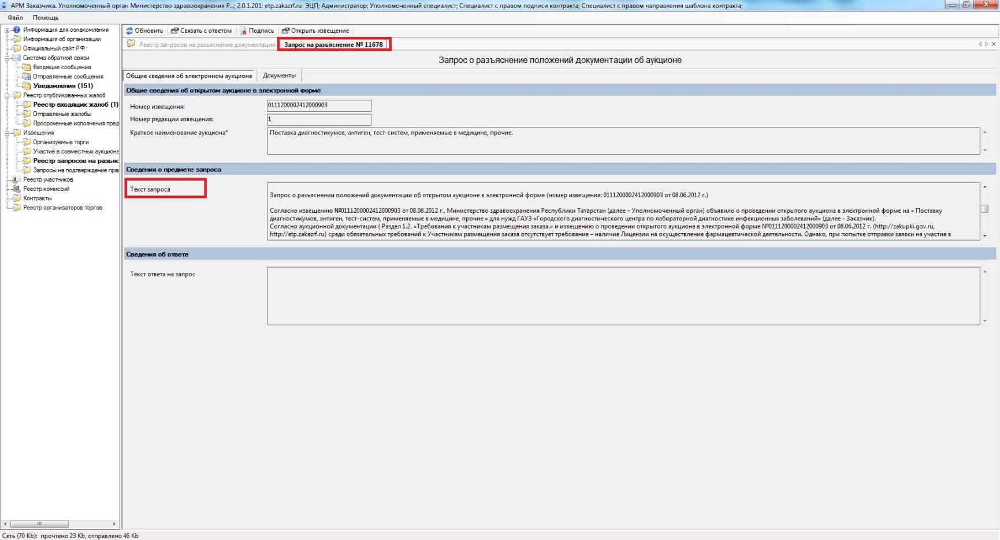 АРМ Заказчика. Уполномоченный орган Министерство здравоохранения Р...; 2.0.1.201; etp.zakazrf.ru ЭЦП; Администратор; Уполномоченный специалист; Специалист с правом подписи контракта; Специалист с правом направления шаблона контракта;
Файл Помощь
Информация для ознакомления
Информация об организации
Официальный сайт РФ
Система обратной связи
Входящие сообщения
Отправленные сообщения
Уведомления (151)
Реестр опубликованных жалоб
Реестр входящих жалоб (1)
Отправленые жалобы
Просроченные исполнения пред
Извещения
Организуемые торги
Участие в совместных аукциона
Реестр запросов на разьяс
Запросы на подтверждение пра
Реестр участников
Реестр комиссий
Контракты
Реестр организаторов торгов
Обновить Связать с ответом Подпись Открыть извещение
Реестр запросов на разьяснение документации Запрос на разьяснение № 11678
Запрос о разъяснение положений документации об аукционе
Общие сведения об электронном аукционе Документы
Общие сведения об открытом аукционе в электронной форме
Номер извещения: 0111200002412000903
Номер редакции извещения: 1
Краткое наименование аукциона* Поставка диагностикумов, антиген, тест-систем, применяемые в медицине, прочие.
Сведения о предмете запроса
Текст запроса
Запрос о разъяснении положений документации об открытом аукционе в электронной форме (номер извещения: 0111200002412000903 от 08.06.2012 г.)
Согласно извещению №0111200002412000903 от 08.06.2012 г., Министерство здравоохранения Республики Татарстан (далее – Уполномоченный орган) объявило о проведении открытого аукциона в электронной форме на « Поставку
диагностикумов, антиген, тест-систем, применяемые в медицине, прочие » для нужд ГАУЗ «Городского диагностического центра по лабораторной диагностике инфекционных заболеваний» (далее - Заказчик).
Согласно аукционной документации ( Раздел 1.2. «Требования к участникам размещения заказа.» и извещению о проведении открытого аукциона в электронной форме №0111200002412000903 от 08.06.2012 г. (http://zakupki.gov.ru,
http://etp.zakazrf.ru) среди обязательных требований к Участникам размещения заказа отсутствует требование – наличие Лицензии на осуществление фармацевтической деятельности. Однако, при попытке отправки заявки на участие в
Сведения об ответе
Текст ответа на запрос
Сеть (70 Kb): прочтено 23 Kb, отправлено 46 Kb